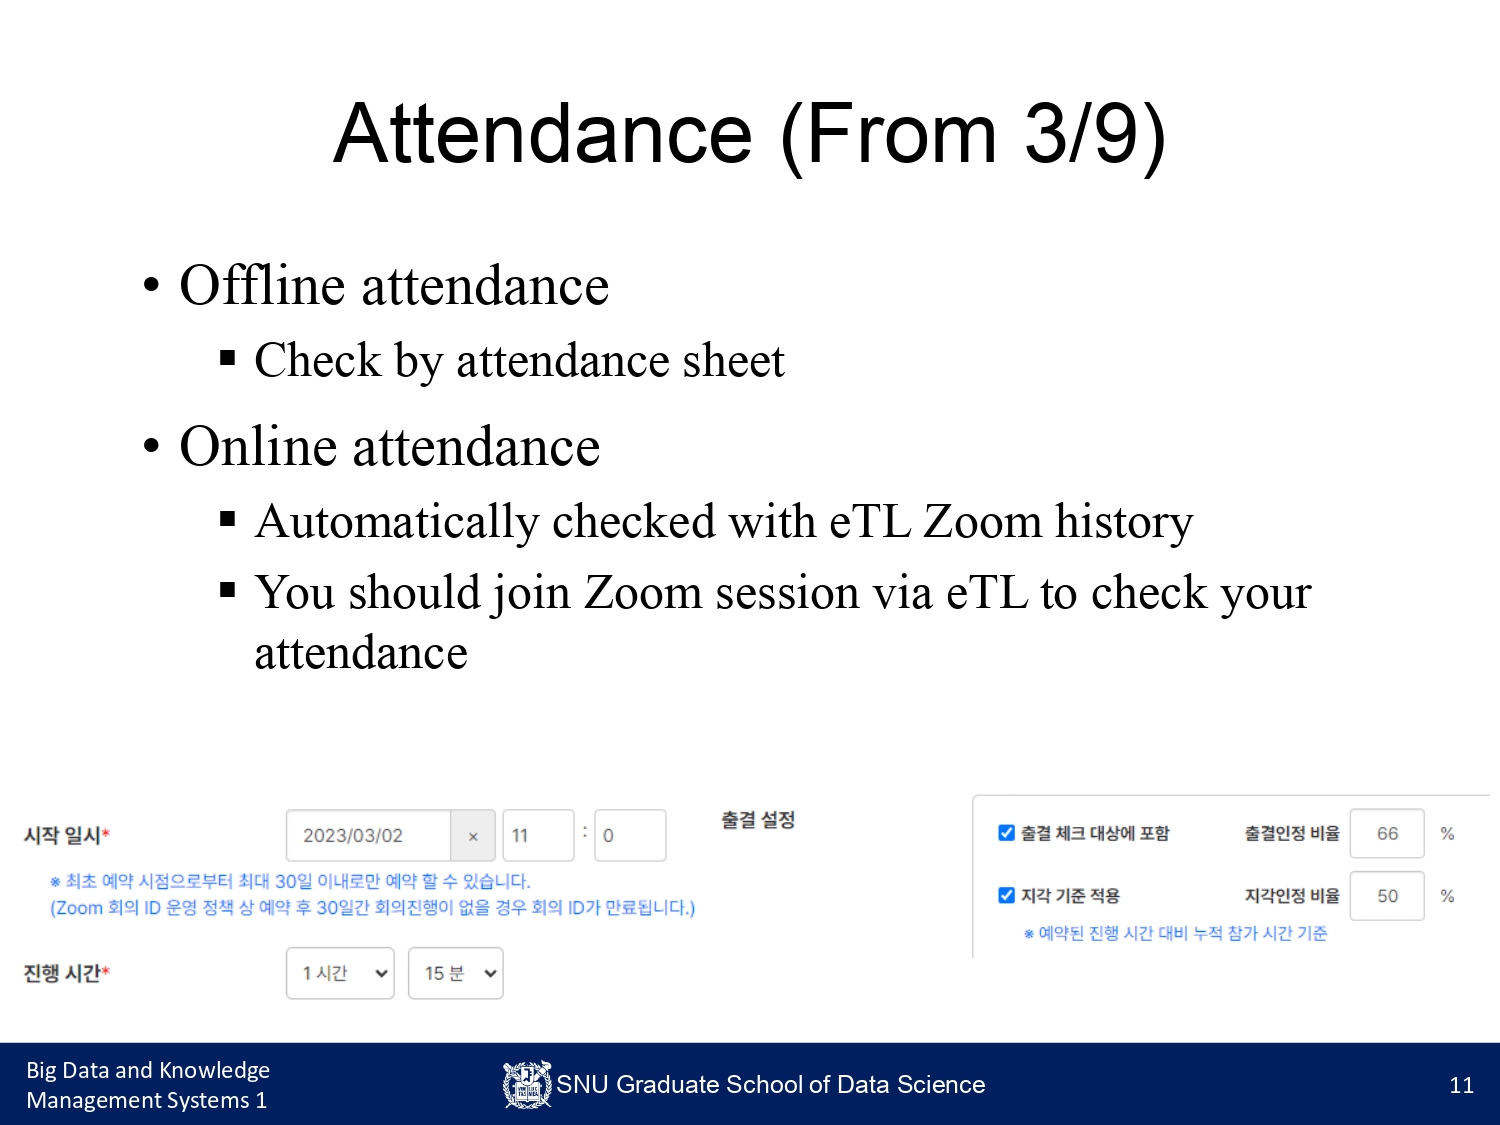 Attendance (From 3/9)
• Offline attendance
▪ Check by attendance sheet
• Online attendance
▪ Automatically checked with eTL Zoom history
▪ You should join Zoom session via eTL to check your
attendance
시작 일시* 2023/03/02 × 11 : 0
※ 최초 예약 시점으로부터 최대 30일 이내로만 예약 할 수 있습니다.
(Zoom 회의 ID 운영 정책 상 예약 후 30일간 회의진행이 없을 경우 회의 ID가 만료됩니다.)
진행 시간* 1 시간 15 분
출결 설정
출결 체크 대상에 포함 출결인정 비율 66 %
지각 기준 적용 지각인정 비율 50 %
※ 예약된 진행 시간 대비 누적 참가 시간 기준
Big Data and Knowledge
Management Systems 1
SNU Graduate School of Data Science
11